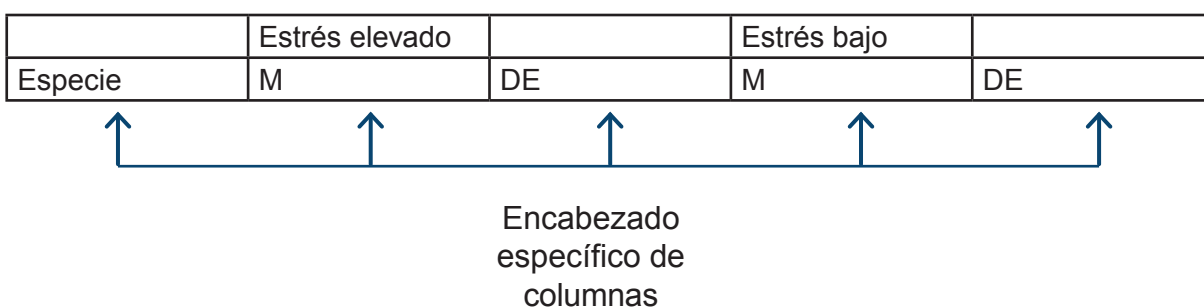 Estrés elevado Estrés bajo
Especie M DE M DE
Encabezado
específico de
columnas